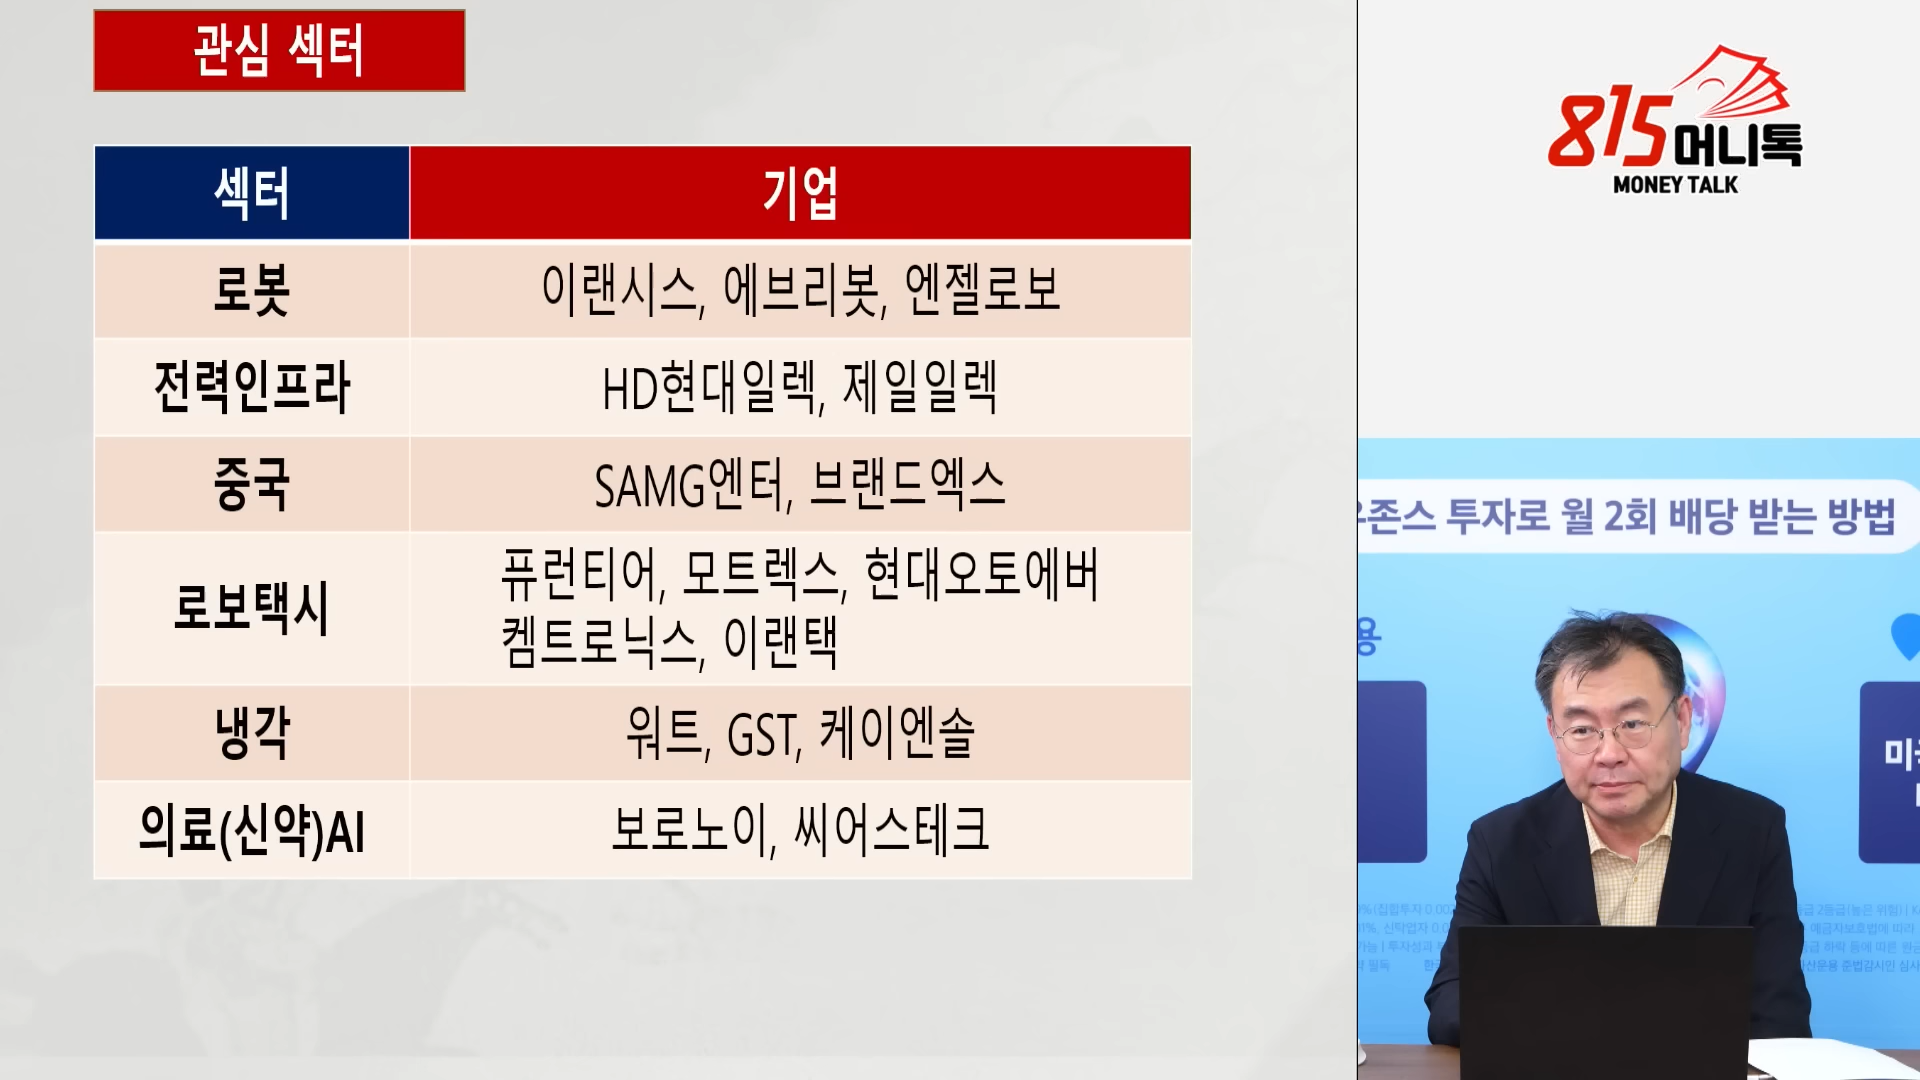 관심 섹터
섹터 기업
로봇 이랜시스, 에브리봇, 엔젤로보
전력인프라 HD현대일렉, 제일일렉
중국 SAMG엔터, 브랜드엑스
로보택시 퓨런티어, 모트렉스, 현대오토에버
켐트로닉스, 이랜택
냉각 워트, GST, 케이엔솔
의료(신약)AI 보로노이, 씨어스테크
815머니톡
MONEY TALK
투자로 월 2회 배당 받는 방법
용